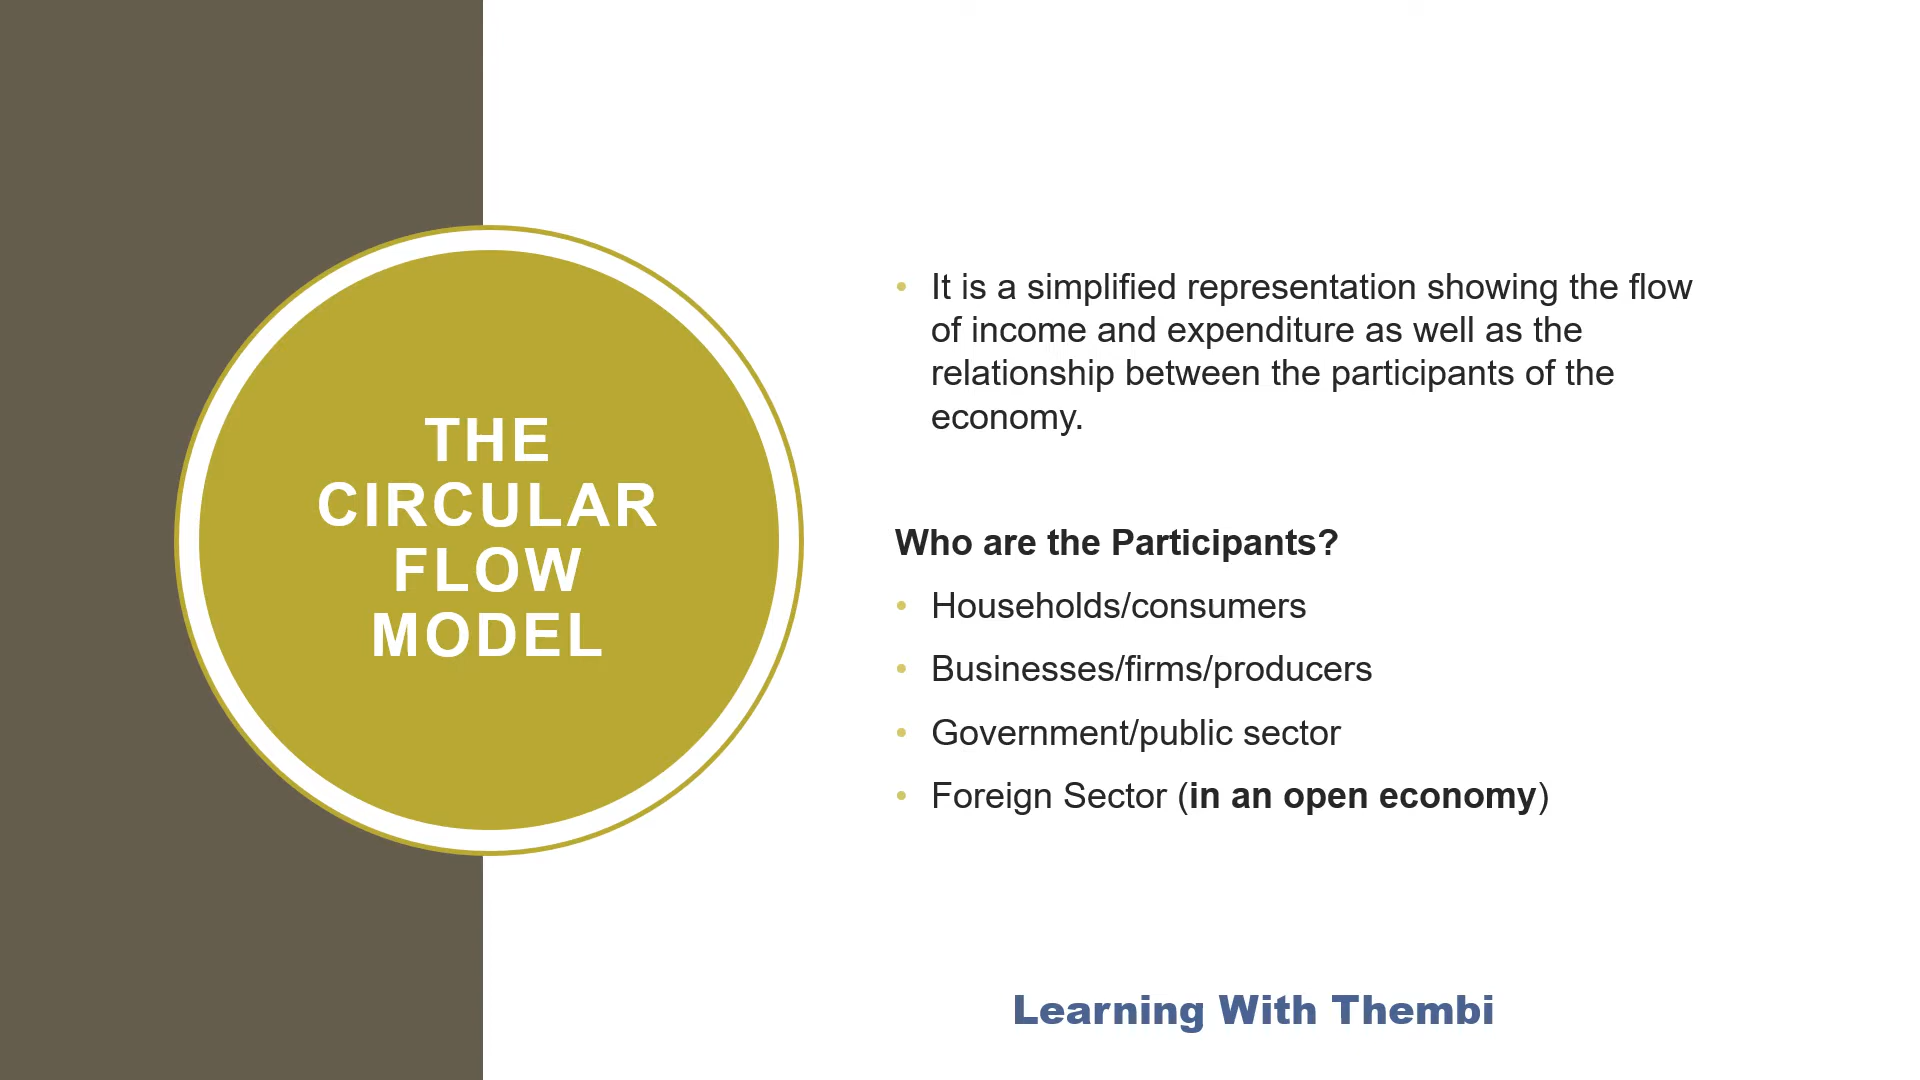 THE
CIRCULAR
FLOW
MODEL
• It is a simplified representation showing the flow
of income and expenditure as well as the
relationship between the participants of the
economy.
Who are the Participants?
• Households/consumers
• Businesses/firms/producers
• Government/public sector
• Foreign Sector (in an open economy)
Learning With Thembi